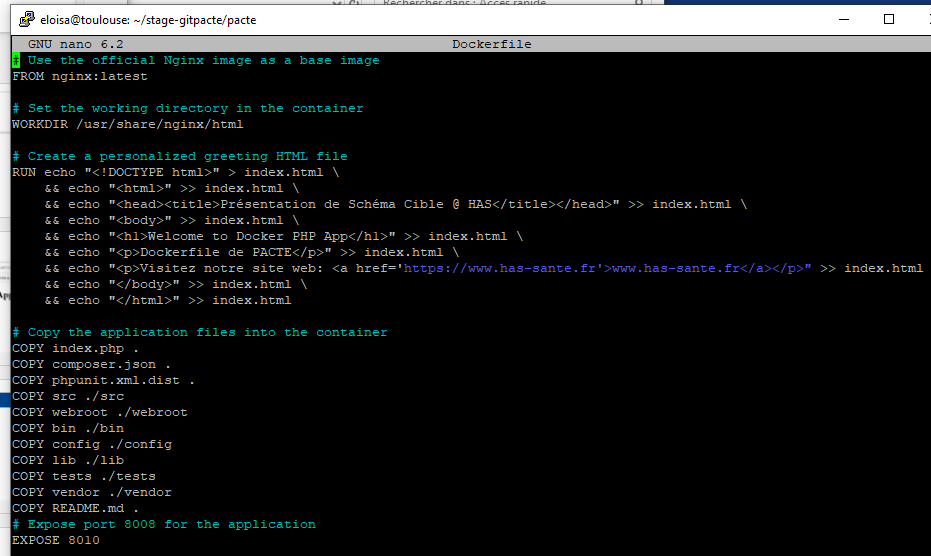 Rechercher dans : Accès rapide
eloisa@toulouse: ~/stage-gitpacte/pacte
GNU nano 6.2 Dockerfile
# Use the official Nginx image as a base image
FROM nginx:latest
# Set the working directory in the container
WORKDIR /usr/share/nginx/html
# Create a personalized greeting HTML file
RUN echo "<!DOCTYPE html>" > index.html \
&& echo "<html>" >> index.html \
&& echo "<head><title>Présentation de Schéma Cible @ HAS</title></head>" >> index.html \
&& echo "<body>" >> index.html \
&& echo "<h1>Welcome to Docker PHP App</h1>" >> index.html \
&& echo "<p>Dockerfile de PACTE</p>" >> index.html \
&& echo "<p>Visitez notre site web: <a href='https://www.has-sante.fr'>www.has-sante.fr</a></p>" >> index.html
&& echo "</body>" >> index.html \
&& echo "</html>" >> index.html
# Copy the application files into the container
COPY index.php .
COPY composer.json .
COPY phpunit.xml.dist .
COPY src ./src
COPY webroot ./webroot
COPY bin ./bin
COPY config ./config
COPY lib ./lib
COPY tests ./tests
COPY vendor ./vendor
COPY README.md .
# Expose port 8008 for the application
EXPOSE 8010